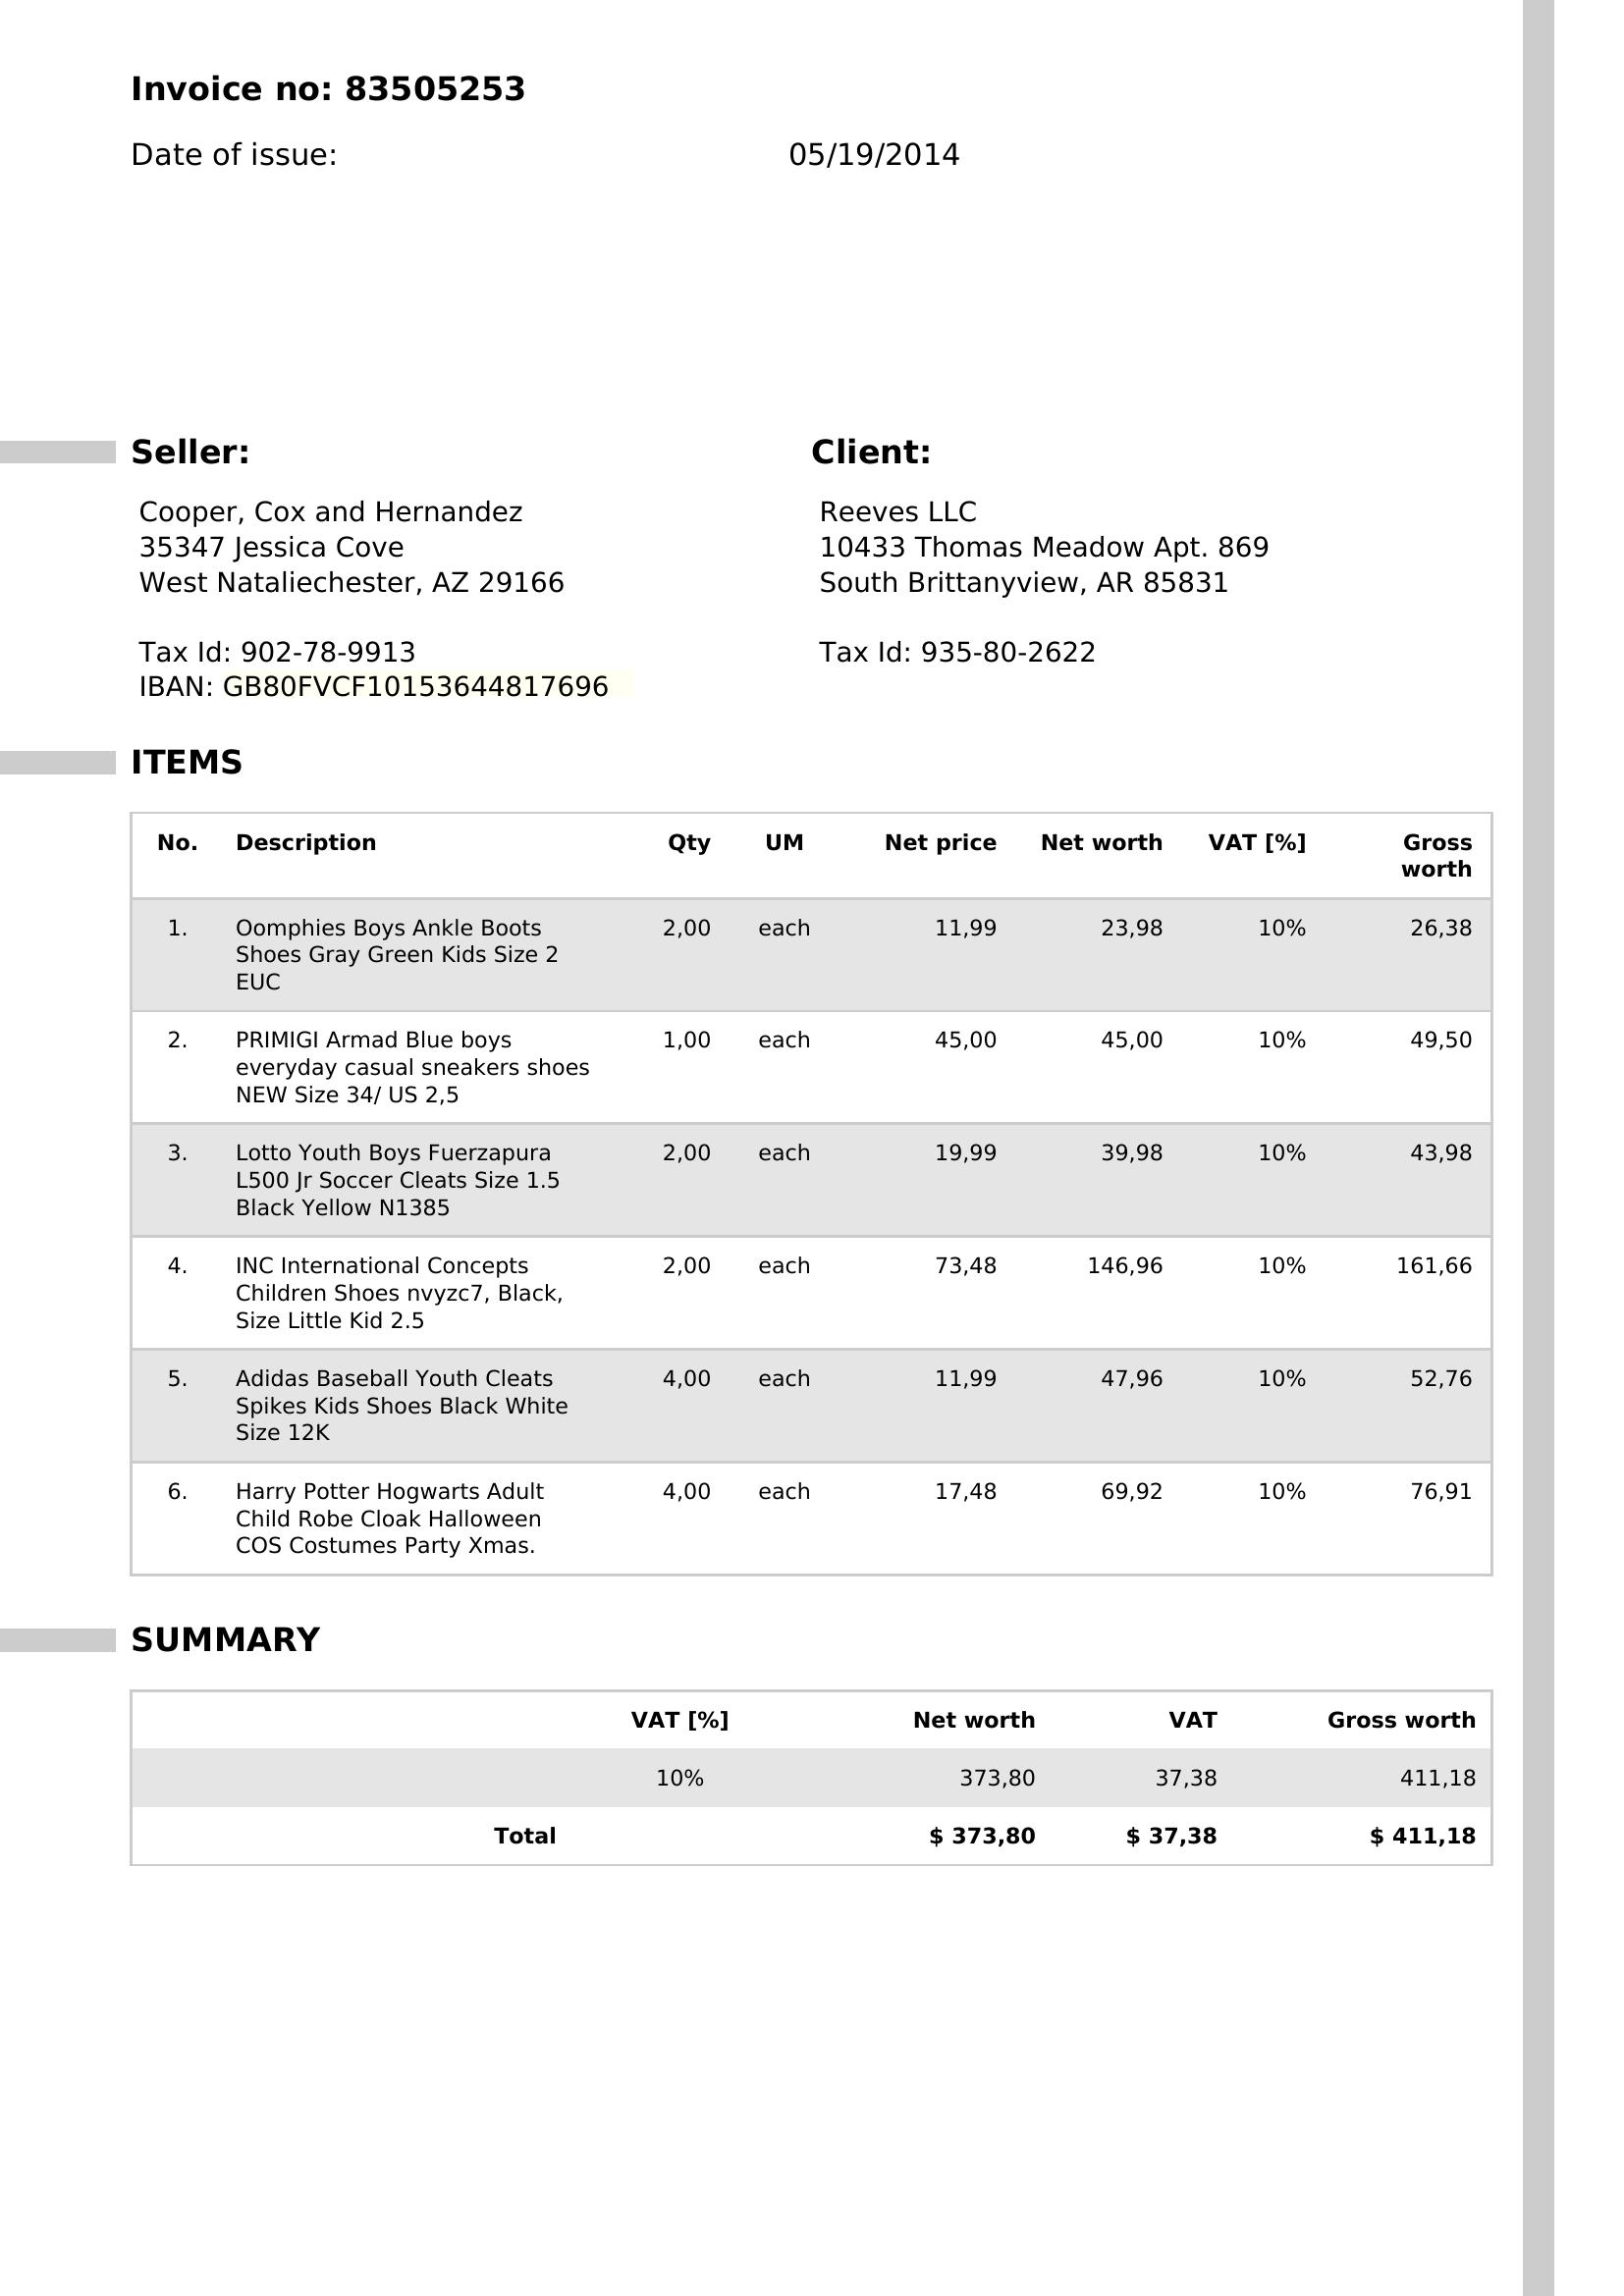 Invoice no: 83505253
Date of issue: 05/19/2014
Seller:
Cooper, Cox and Hernandez
35347 Jessica Cove
West Nataliechester, AZ 29166
Tax Id: 902-78-9913
IBAN: GB80FVCF10153644817696
Client:
Reeves LLC
10433 Thomas Meadow Apt. 869
South Brittanyview, AR 85831
Tax Id: 935-80-2622
ITEMS
No. Description Qty UM Net price Net worth VAT [%] Gross
worth
1. Oomphies Boys Ankle Boots 2,00 each 11,99 23,98 10% 26,38
Shoes Gray Green Kids Size 2
EUC
2. PRIMIGI Armad Blue boys 1,00 each 45,00 45,00 10% 49,50
everyday casual sneakers shoes
NEW Size 34/ US 2,5
3. Lotto Youth Boys Fuerzapura 2,00 each 19,99 39,98 10% 43,98
L500 Jr Soccer Cleats Size 1.5
Black Yellow N1385
4. INC International Concepts 2,00 each 73,48 146,96 10% 161,66
Children Shoes nvyzc7, Black,
Size Little Kid 2.5
5. Adidas Baseball Youth Cleats 4,00 each 11,99 47,96 10% 52,76
Spikes Kids Shoes Black White
Size 12K
6. Harry Potter Hogwarts Adult 4,00 each 17,48 69,92 10% 76,91
Child Robe Cloak Halloween
COS Costumes Party Xmas.
SUMMARY
VAT [%] Net worth VAT Gross worth
10% 373,80 37,38 411,18
Total $ 373,80 $ 37,38 $ 411,18